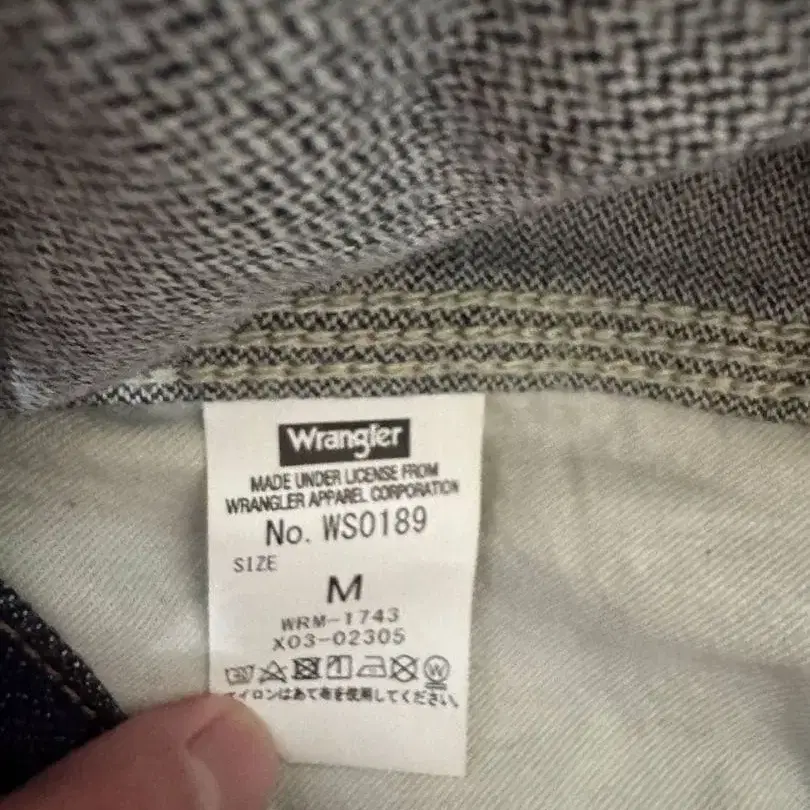 Wrangler
MADE UNDER LICENSE FROM
WRANGLER APPAREL CORPORATION
No. WS0189
SIZE
M
WRM-1743
X03-02305
W
アイロンはあて布を使用してください。